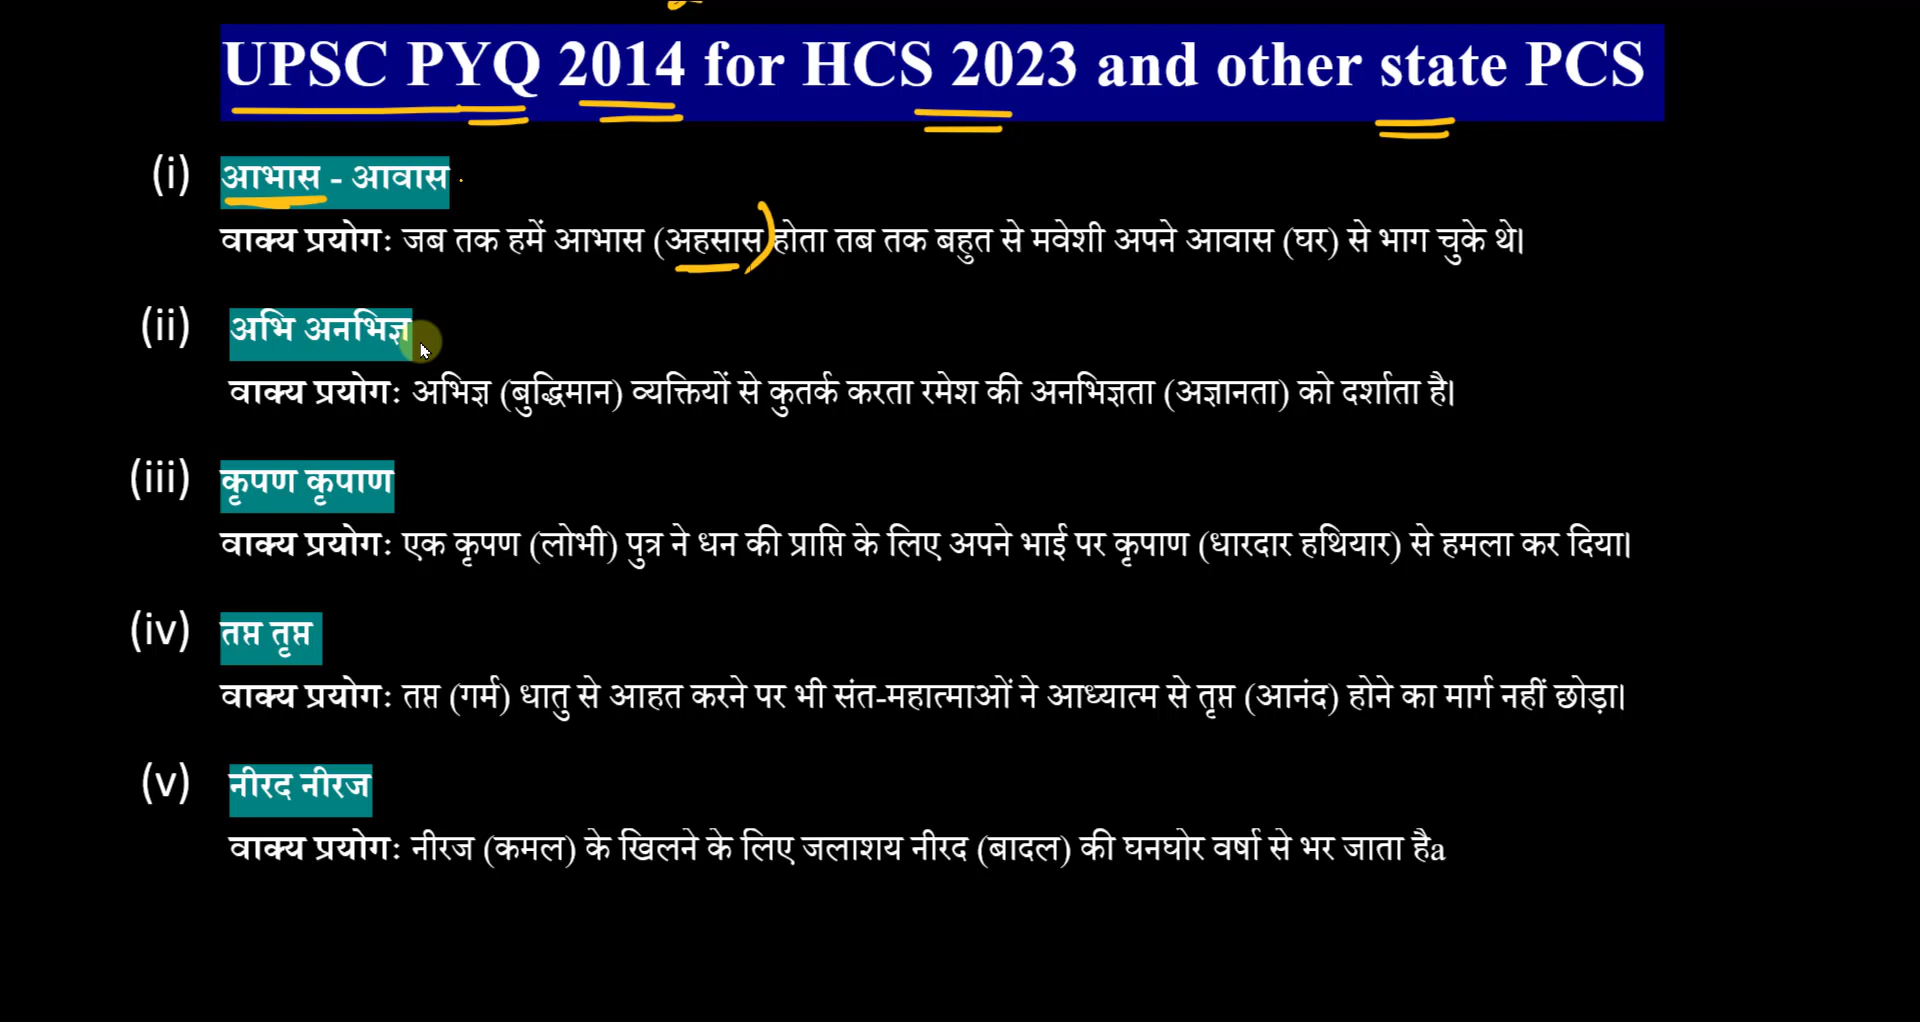 UPSC PYQ 2014 for HCS 2023 and other state PCS
(i) आभास - आवास
वाक्य प्रयोगः जब तक हमें आभास (अहसास) होता तब तक बहुत से मवेशी अपने आवास (घर) से भाग चुके थे।
(ii) अभि अनभिज्ञ
वाक्य प्रयोगः अभिज्ञ (बुद्धिमान) व्यक्तियों से कुतर्क करता रमेश की अनभिज्ञता (अज्ञानता) को दर्शाता है।
(iii) कृपण कृपाण
वाक्य प्रयोगः एक कृपण (लोभी) पुत्र ने धन की प्राप्ति के लिए अपने भाई पर कृपाण (धारदार हथियार) से हमला कर दिया।
(iv) तप्त तृप्त
वाक्य प्रयोगः तप्त (गर्म) धातु से आहत करने पर भी संत-महात्माओं ने आध्यात्म से तृप्त (आनंद) होने का मार्ग नहीं छोड़ा।
(v) नीरद नीरज
वाक्य प्रयोगः नीरज (कमल) के खिलने के लिए जलाशय नीरद (बादल) की घनघोर वर्षा से भर जाता हैa